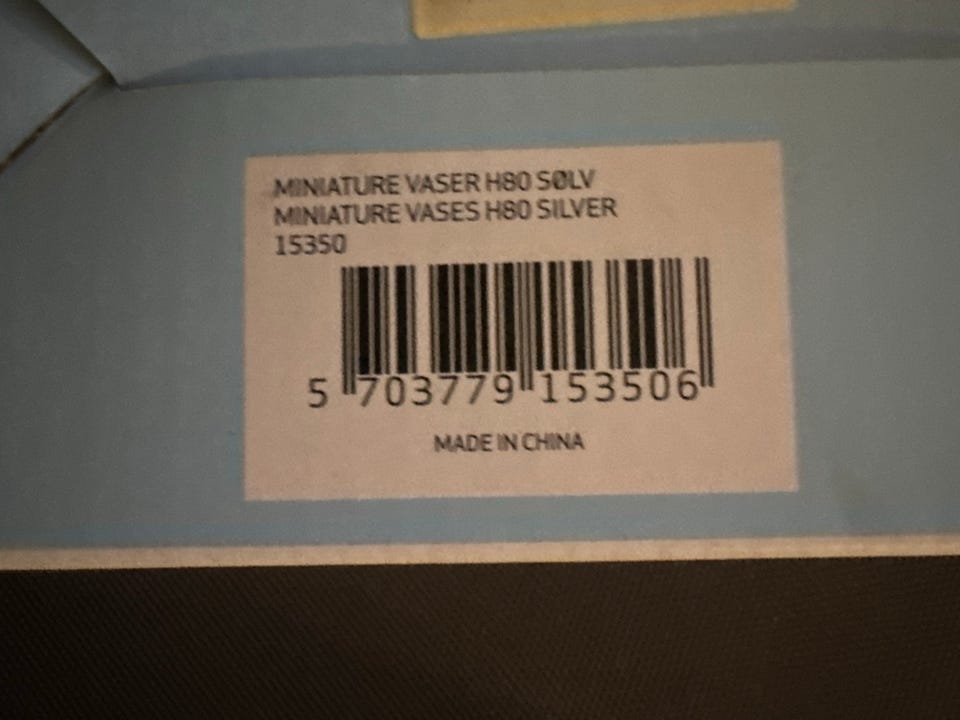 MINIATURE VASER H80 SØLV
MINIATURE VASES H80 SILVER
15350
5 703779 153506
MADE IN CHINA